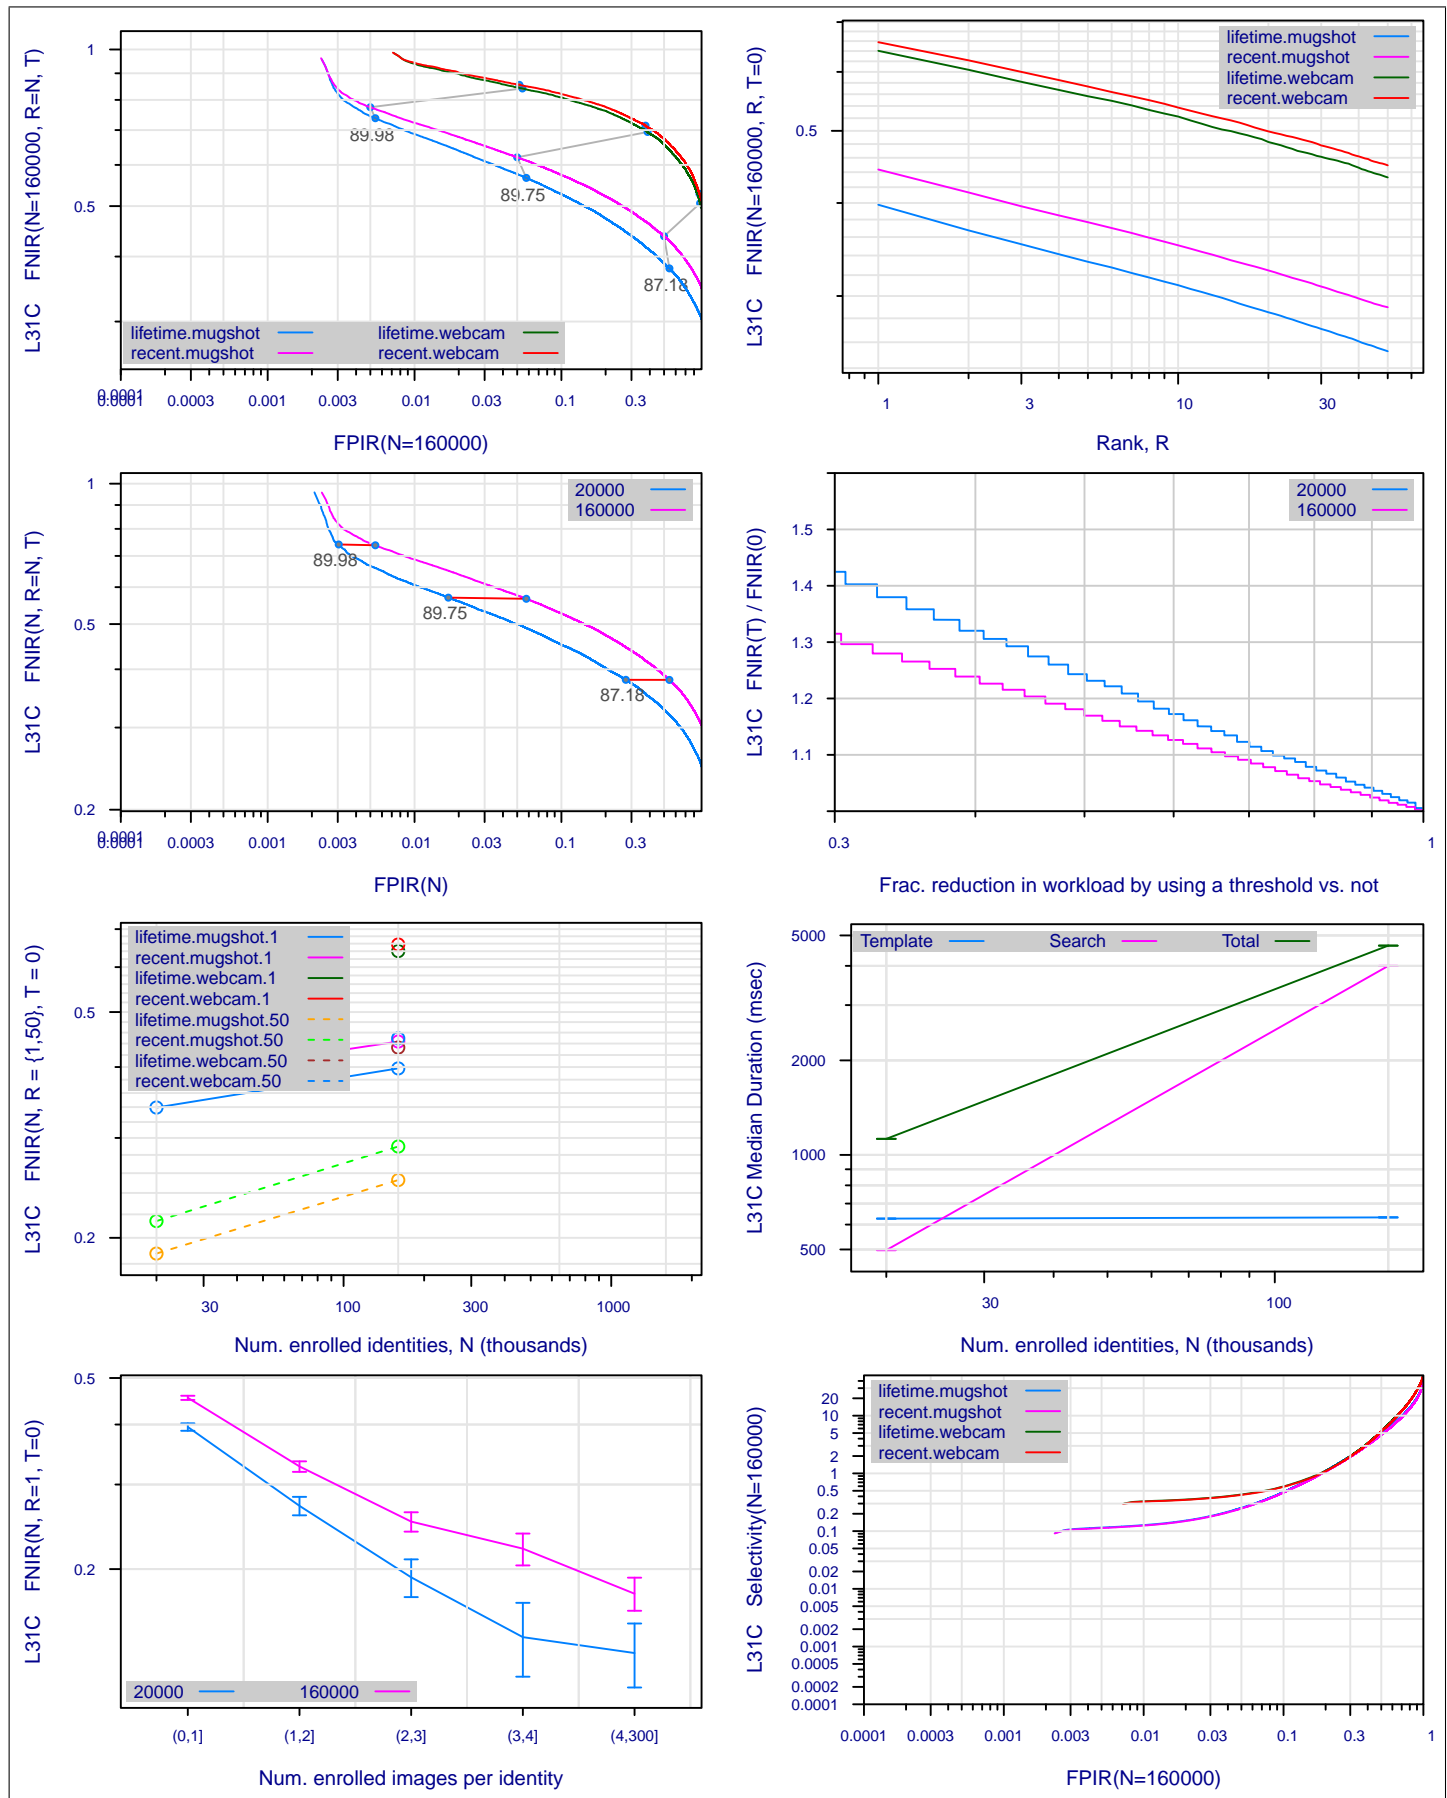 L31C FNIR(N=160000, R=N, T)
1
0.5
89.98
89.75
87.18
lifetime.mugshot
recent.mugshot
lifetime.webcam
recent.webcam
0.0001
0.0001
0.0003
0.001
0.003
0.01
0.03
0.1
0.3
FPIR(N=160000)
L31C FNIR(N=160000, R, T=0)
0.5
lifetime.mugshot
recent.mugshot
lifetime.webcam
recent.webcam
1
3
10
30
Rank, R
L31C FNIR(N, R=N, T)
1
0.5
0.2
20000
160000
89.98
89.75
87.18
0.0001
0.0001
0.0003
0.001
0.003
0.01
0.03
0.1
0.3
FPIR(N)
L31C FNIR(T) / FNIR(0)
1.5
1.4
1.3
1.2
1.1
20000
160000
0.3
1
Frac. reduction in workload by using a threshold vs. not
L31C FNIR(N, R = {1,50}, T = 0)
0.5
0.2
lifetime.mugshot.1
recent.mugshot.1
lifetime.webcam.1
recent.webcam.1
lifetime.mugshot.50
recent.mugshot.50
lifetime.webcam.50
recent.webcam.50
30
100
300
1000
Num. enrolled identities, N (thousands)
L31C Median Duration (msec)
5000
2000
1000
500
Template
Search
Total
30
100
Num. enrolled identities, N (thousands)
L31C FNIR(N, R=1, T=0)
0.5
0.2
20000
160000
(0,1]
(1,2]
(2,3]
(3,4]
(4,300]
Num. enrolled images per identity
L31C Selectivity(N=160000)
20
10
5
2
1
0.5
0.2
0.1
0.05
0.02
0.01
0.005
0.002
0.001
0.0005
0.0002
0.0001
lifetime.mugshot
recent.mugshot
lifetime.webcam
recent.webcam
0.0001
0.0003
0.001
0.003
0.01
0.03
0.1
0.3
1
FPIR(N=160000)